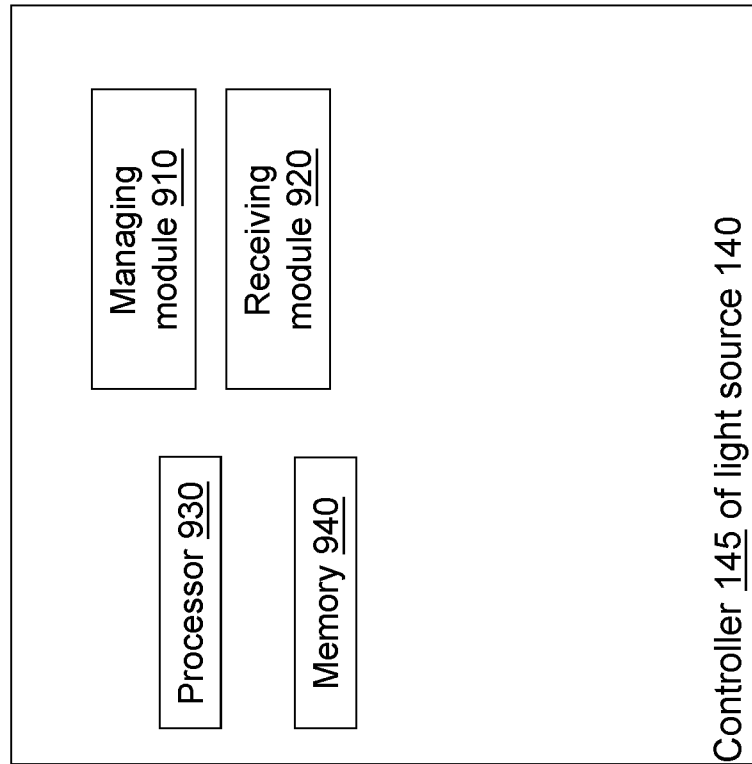 Processor 930
Managing
module 910
Memory 940
Receiving
module 920
Controller 145 of light source 140